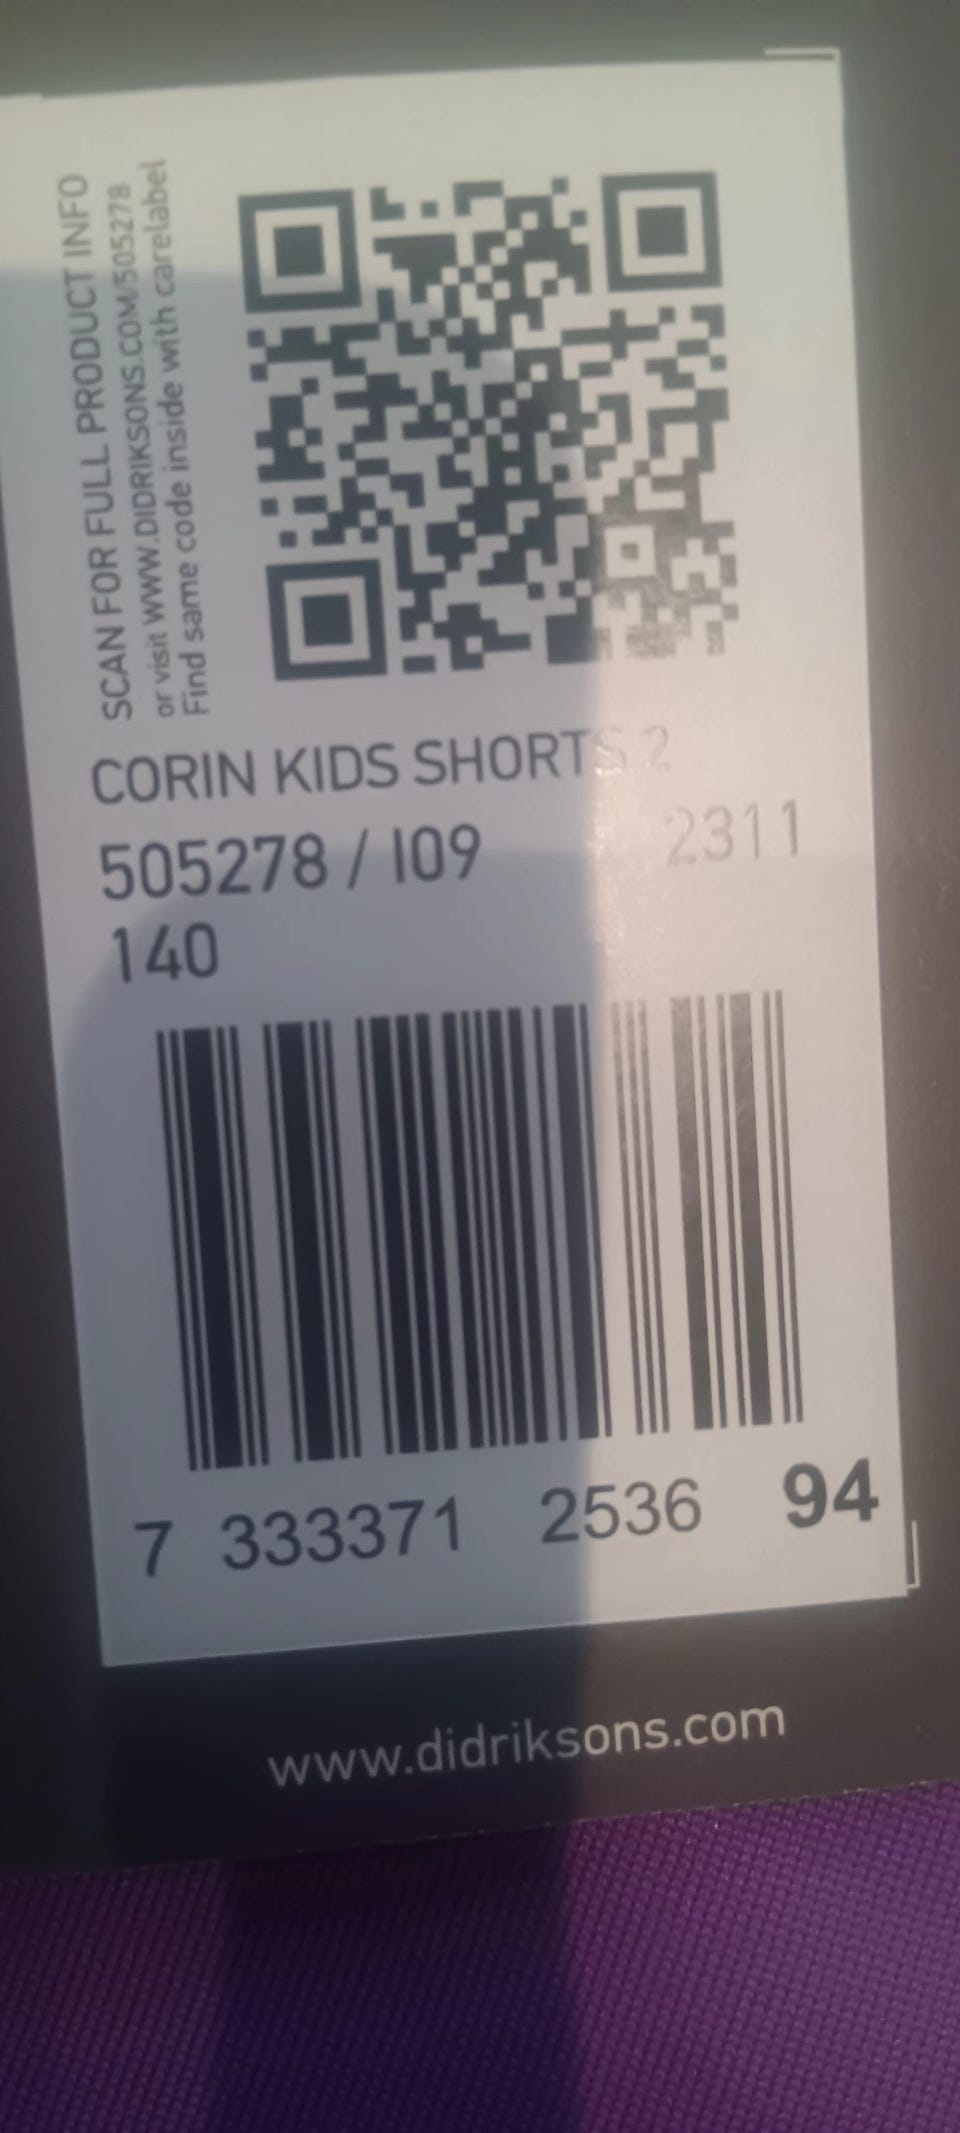 SCAN FOR FULL PRODUCT INFO
or visit WWW.DIDRIKSONS.COM/505278
Find same code inside with carelabel
CORIN KIDS SHORTS 2
505278 / I09 2311
140
7 333371 2536 94
www.didriksons.com